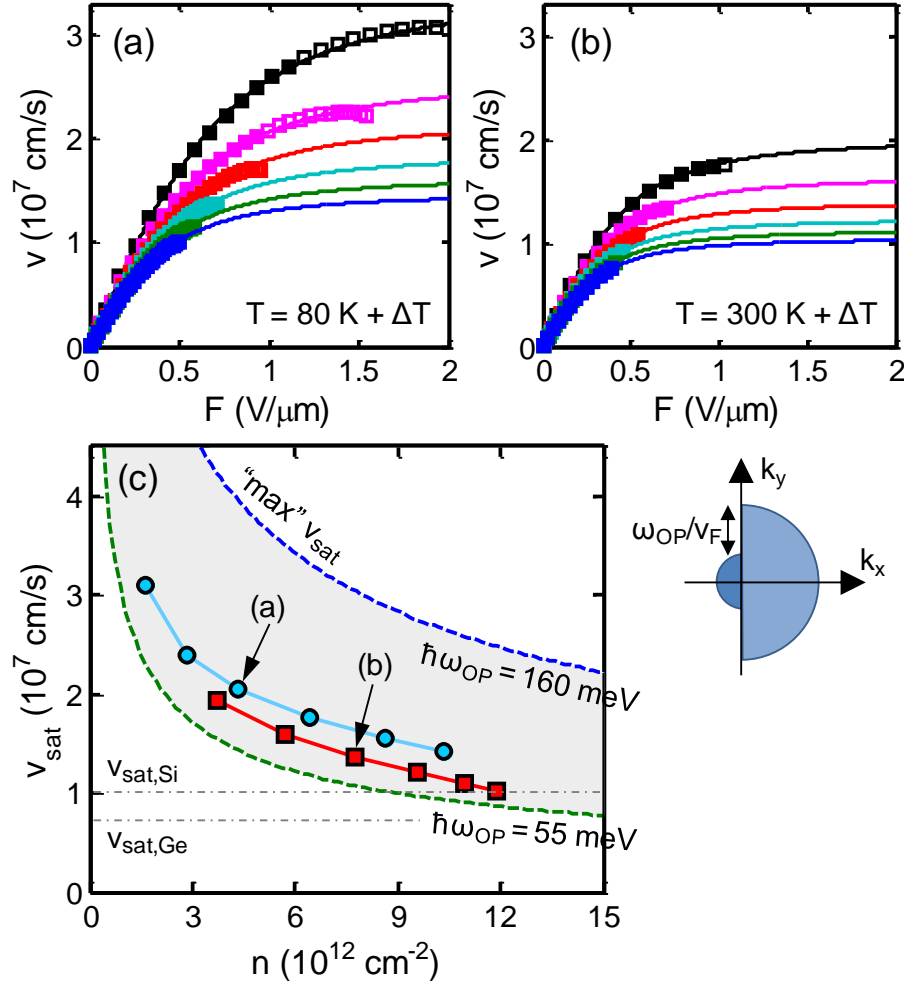 (a)
3
2
1
0
v (10⁷ cm/s)
T = 80 K + ΔT
0 0.5 1 1.5 2
F (V/μm)
(b)
3
2
1
0
v (10⁷ cm/s)
T = 300 K + ΔT
0 0.5 1 1.5 2
F (V/μm)
(c)
4
3
2
1
0
v_sat (10⁷ cm/s)
"max" v_sat
(a)
(b)
ħω_OP = 160 meV
v_sat,Si
ħω_OP = 55 meV
v_sat,Ge
0 3 6 9 12 15
n (10¹² cm⁻²)
k_y
ω_OP/v_F
k_x